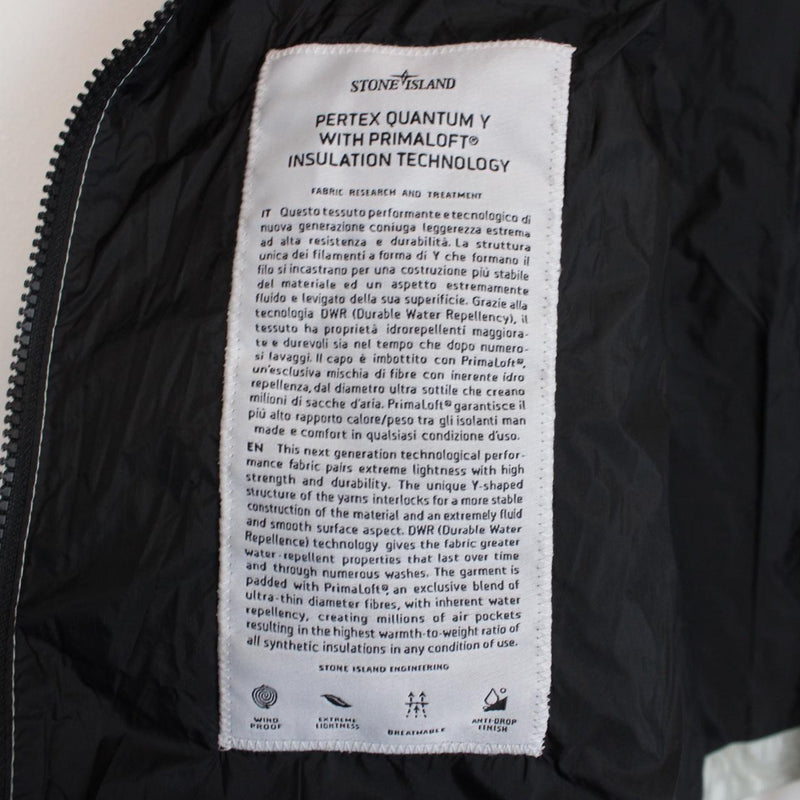 STONE ISLAND
PERTEX QUANTUM Y
WITH PRIMALOFT®
INSULATION TECHNOLOGY
FABRIC RESEARCH AND TREATMENT
IT Questo tessuto performante e tecnologico di
nuova generazione coniuga leggerezza estrema
ad alta resistenza e durabilità. La struttura
unica dei filamenti a forma di Y che formano il
filo si incastrano per una costruzione più stabile
del materiale ed un aspetto estremamente
fluido e levigato della sua superficie. Grazie alla
tecnologia DWR (Durable Water Repellency), il
tessuto ha proprietà idrorepellenti maggiora-
te e durevoli sia nel tempo che dopo numero-
si lavaggi. Il capo è imbottito con PrimaLoft®,
un'esclusiva mischia di fibre con inerente idro
repellenza, dal diametro ultra sottile che creano
milioni di sacche d'aria. PrimaLoft® garantisce il
più alto rapporto calore/peso tra gli isolanti man
made e comfort in qualsiasi condizione d'uso.
EN This next generation technological perfor-
mance fabric pairs extreme lightness with high
strength and durability. The unique Y-shaped
structure of the yarns interlocks for a more stable
construction of the material and an extremely fluid
and smooth surface aspect. DWR (Durable Water
Repellence) technology gives the fabric greater
water-repellent properties that last over time
and through numerous washes. The garment is
padded with PrimaLoft®, an exclusive blend of
ultra-thin diameter fibres, with inherent water
repellency, creating millions of air pockets
resulting in the highest warmth-to-weight ratio of
all synthetic insulations in any condition of use.
STONE ISLAND ENGINEERING
WIND
PROOF
EXTREME
LIGHTNESS
BREATHABLE
ANTI-DROP
FINISH